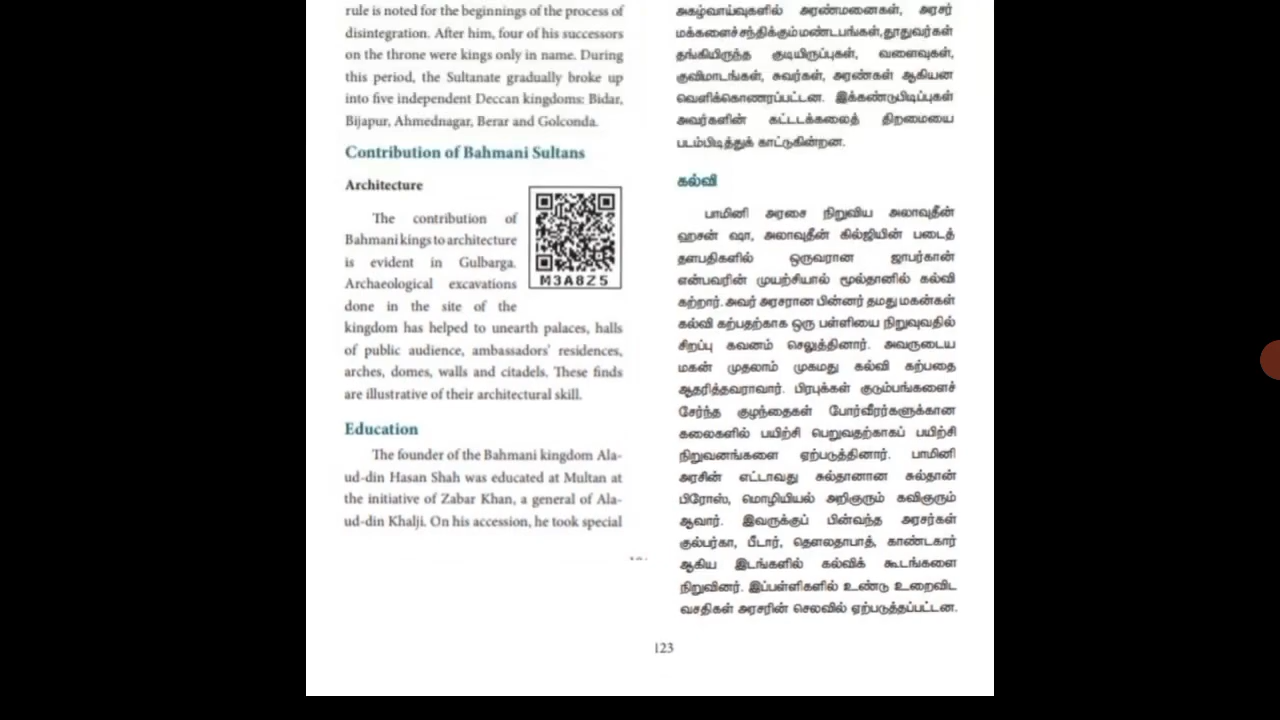 rule is noted for the beginnings of the process of
disintegration. After him, four of his successors
on the throne were kings only in name. During
this period, the Sultanate gradually broke up
into five independent Deccan kingdoms: Bidar,
Bijapur, Ahmednagar, Berar and Golconda.
Contribution of Bahmani Sultans
Architecture
The contribution of
Bahmani kings to architecture
is evident in Gulbarga.
Archaeological excavations
done in the site of the
M3A8Z5
kingdom has helped to unearth palaces, halls
of public audience, ambassadors' residences,
arches, domes, walls and citadels. These finds
are illustrative of their architectural skill.
Education
The founder of the Bahmani kingdom Ala-
ud-din Hasan Shah was educated at Multan at
the initiative of Zabar Khan, a general of Ala-
ud-din Khalji. On his accession, he took special
அகழ்வாய்வுகளில் அரண்மனைகள், அரசர்
மக்களைச் சந்திக்கும் மண்டபங்கள், தூதுவர்கள்
தங்கியிருந்த குடியிருப்புகள், வளைவுகள்,
குவிமாடங்கள், சுவர்கள், அரண்கள் ஆகியன
வெளிக்கொணரப்பட்டன. இக்கண்டுபிடிப்புகள்
அவர்களின் கட்டடக்கலைத் திறமையை
படம்பிடித்துக் காட்டுகின்றன.
கல்வி
பாமினி அரசை நிறுவிய அலாவுதீன்
ஹசன் ஷா, அலாவுதீன் கில்ஜியின் படைத்
தளபதிகளில் ஒருவரான ஜாபர்கான்
என்பவரின் முயற்சியால் மூல்தானில் கல்வி
கற்றார். அவர் அரசரான பின்னர் தமது மகன்கள்
கல்வி கற்பதற்காக ஒரு பள்ளியை நிறுவுவதில்
சிறப்பு கவனம் செலுத்தினார். அவருடைய
மகன் முதலாம் முகமது கல்வி கற்பதை
ஆதரித்தவராவார். பிரபுக்கள் குடும்பங்களைச்
சேர்ந்த குழந்தைகள் போர்வீரர்களுக்கான
கலைகளில் பயிற்சி பெறுவதற்காகப் பயிற்சி
நிறுவனங்களை ஏற்படுத்தினார். பாமினி
அரசின் எட்டாவது சுல்தானான சுல்தான்
பிரோஸ், மொழியியல் அறிஞரும் கவிஞரும்
ஆவார். இவருக்குப் பின்வந்த அரசர்கள்
குல்பர்கா, பீடார், தௌலதாபாத், காண்டகார்
ஆகிய இடங்களில் கல்விக் கூடங்களை
நிறுவினர். இப்பள்ளிகளில் உண்டு உறைவிட
வசதிகள் அரசரின் செலவில் ஏற்படுத்தப்பட்டன.
123